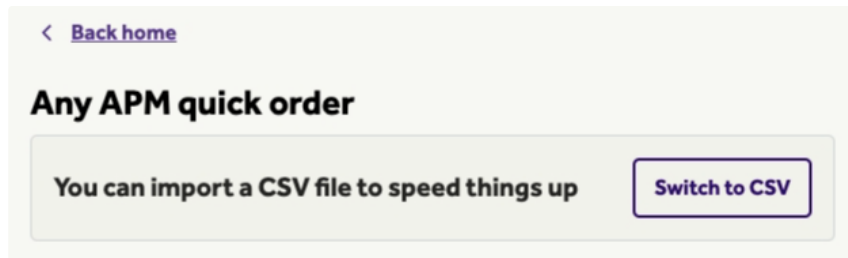 Back home
Any APM quick order
You can import a CSV file to speed things up
Switch to CSV